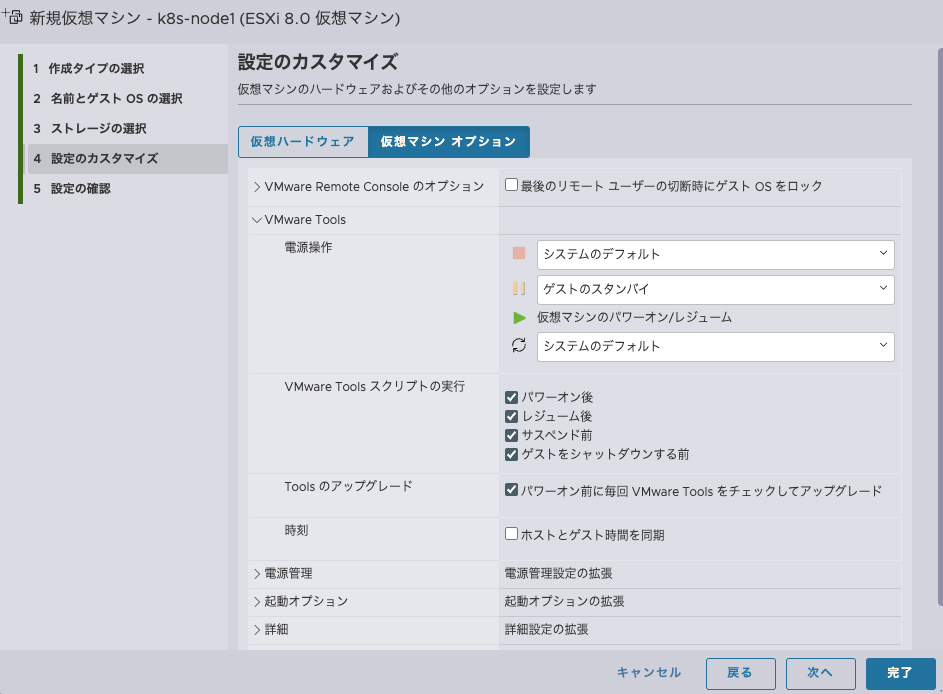 新規仮想マシン - k8s-node1 (ESXi 8.0 仮想マシン)
1 作成タイプの選択
2 名前とゲスト OS の選択
3 ストレージの選択
4 設定のカスタマイズ
5 設定の確認
設定のカスタマイズ
仮想マシンのハードウェアおよびその他のオプションを設定します
仮想ハードウェア
仮想マシン オプション
VMware Remote Console のオプション
最後のリモート ユーザーの切断時にゲスト OS をロック
VMware Tools
電源操作
システムのデフォルト
ゲストのスタンバイ
仮想マシンのパワーオン/レジューム
システムのデフォルト
VMware Tools スクリプトの実行
パワーオン後
レジューム後
サスペンド前
ゲストをシャットダウンする前
Tools のアップグレード
パワーオン前に毎回 VMware Tools をチェックしてアップグレード
時刻
ホストとゲスト時間を同期
電源管理
電源管理設定の拡張
起動オプション
起動オプションの拡張
詳細
詳細設定の拡張
キャンセル
戻る
次へ
完了